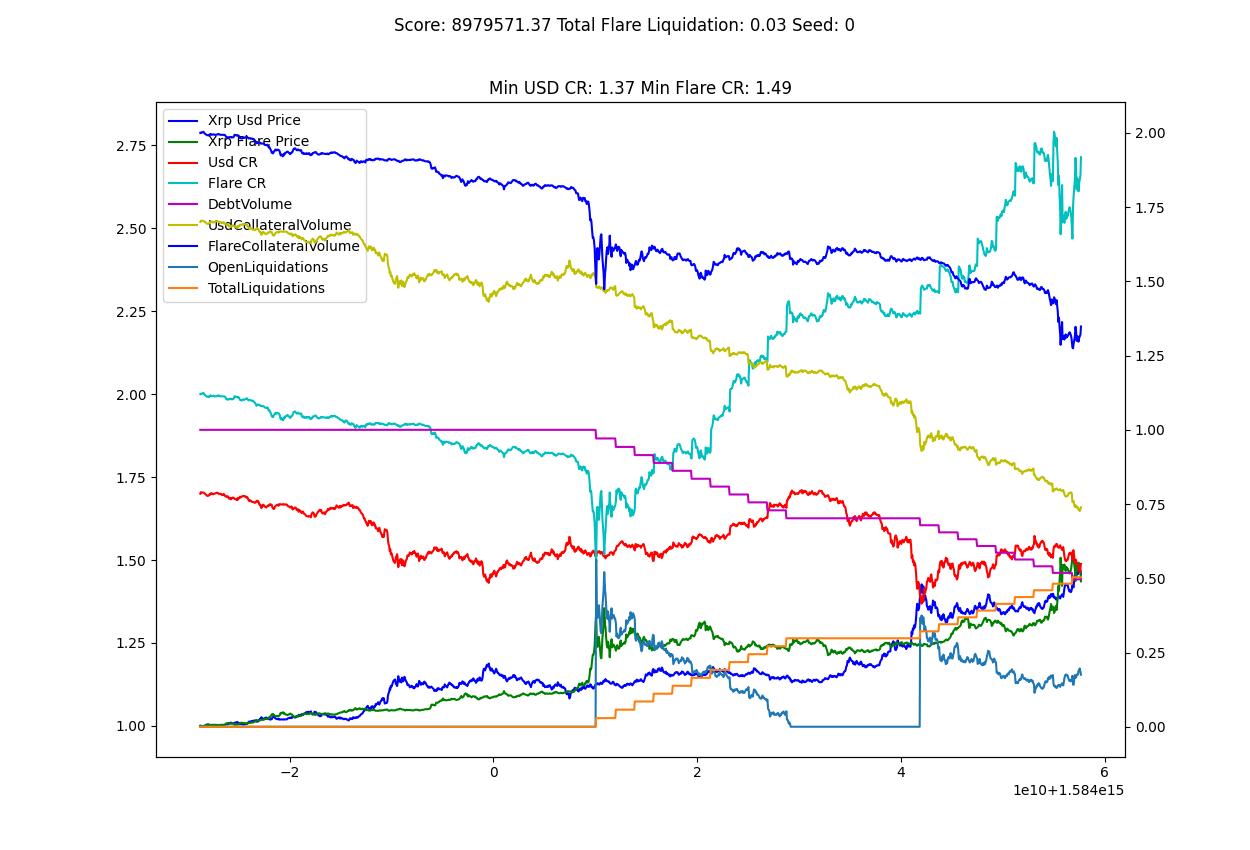 Score: 8979571.37 Total Flare Liquidation: 0.03 Seed: 0
Min USD CR: 1.37 Min Flare CR: 1.49
Xrp Usd Price
Xrp Flare Price
Usd CR
Flare CR
DebtVolume
UsdCollateralVolume
FlareCollateralVolume
OpenLiquidations
TotalLiquidations
2.75
2.50
2.25
2.00
1.75
1.50
1.25
1.00
2.00
1.75
1.50
1.25
1.00
0.75
0.50
0.25
0.00
−2
0
2
4
6
1e10+1.584e15